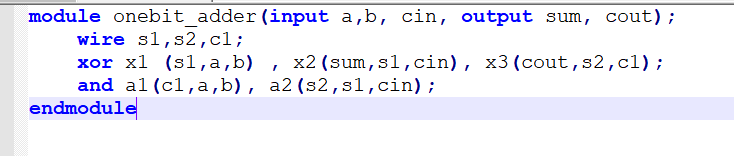 module onebit_adder(input a,b, cin, output sum, cout);
wire s1,s2,c1;
xor x1 (s1,a,b) , x2(sum,s1,cin), x3(cout,s2,c1);
and a1(c1,a,b), a2(s2,s1,cin);
endmodule